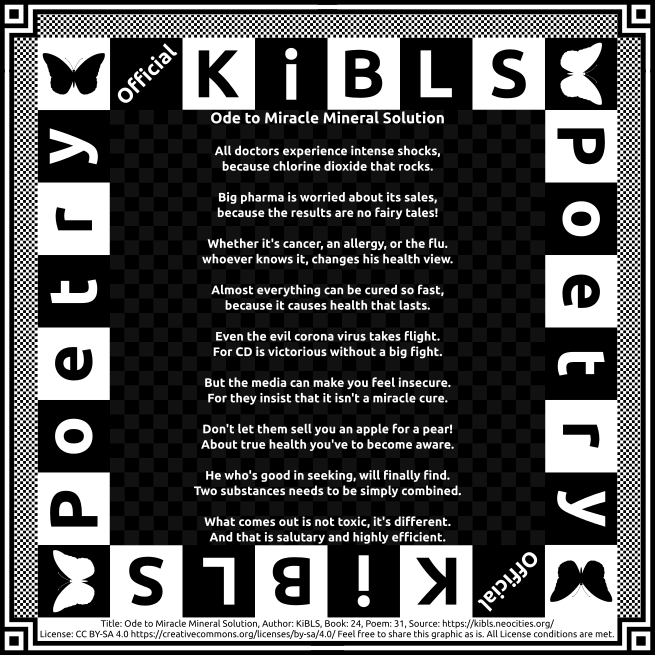 Official KiBLS
Poetry
Poetry
Ode to Miracle Mineral Solution
All doctors experience intense shocks,
because chlorine dioxide that rocks.
Big pharma is worried about its sales,
because the results are no fairy tales!
Whether it's cancer, an allergy, or the flu.
whoever knows it, changes his health view.
Almost everything can be cured so fast,
because it causes health that lasts.
Even the evil corona virus takes flight.
For CD is victorious without a big fight.
But the media can make you feel insecure.
For they insist that it isn't a miracle cure.
Don't let them sell you an apple for a pear!
About true health you've to become aware.
He who's good in seeking, will finally find.
Two substances needs to be simply combined.
What comes out is not toxic, it's different.
And that is salutary and highly efficient.
Official KiBLS
Title: Ode to Miracle Mineral Solution, Author: KiBLS, Book: 24, Poem: 31, Source: https://kibls.neocities.org/
License: CC BY-SA 4.0 https://creativecommons.org/licenses/by-sa/4.0/ Feel free to share this graphic as is. All License conditions are met.